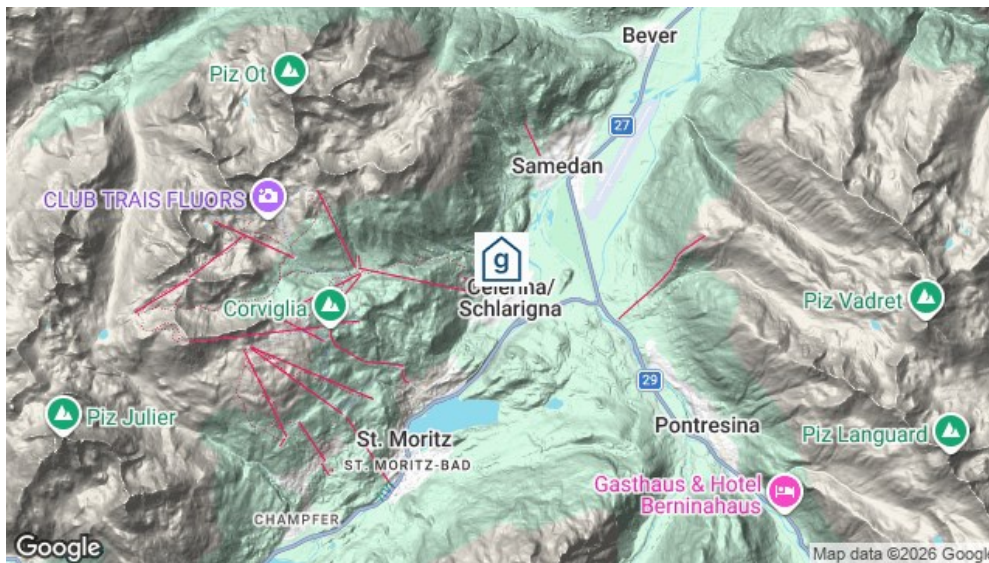 Bever
Piz Ot
27
Samedan
CLUB TRAIS FLUORS
g
Celerina/
Schlarigna
Corviglia
Piz Vadret
29
Piz Julier
Pontresina
Piz Languard
St. Moritz
ST. MORITZ-BAD
Gasthaus & Hotel
Berninahaus
CHAMPFER
Google
Map data ©2026 Google